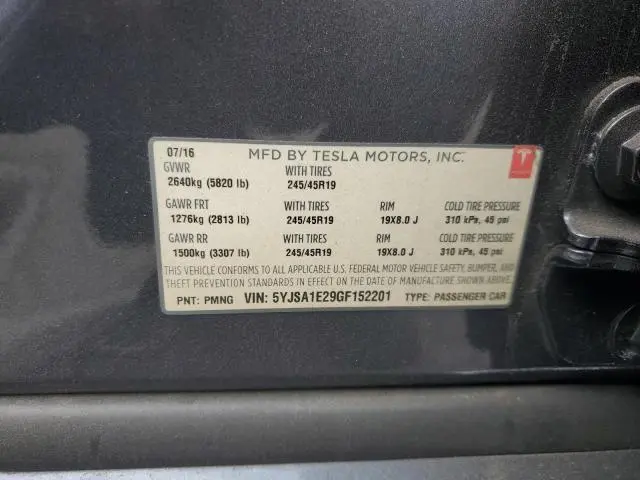 07/16 MFD BY TESLA MOTORS, INC.
GVWR WITH TIRES
2640kg (5820 lb) 245/45R19
GAWR FRT WITH TIRES RIM COLD TIRE PRESSURE
1276kg (2813 lb) 245/45R19 19X8.0 J 310 kPa, 45 psi
GAWR RR WITH TIRES RIM COLD TIRE PRESSURE
1500kg (3307 lb) 245/45R19 19X8.0 J 310 kPa, 45 psi
THIS VEHICLE CONFORMS TO ALL APPLICABLE U.S. FEDERAL MOTOR VEHICLE SAFETY, BUMPER, AND
THEFT PREVENTION STANDARDS IN EFFECT ON THE DATE OF MANUFACTURE SHOWN ABOVE.
PNT: PMNG VIN: 5YJSA1E29GF152201 TYPE: PASSENGER CAR